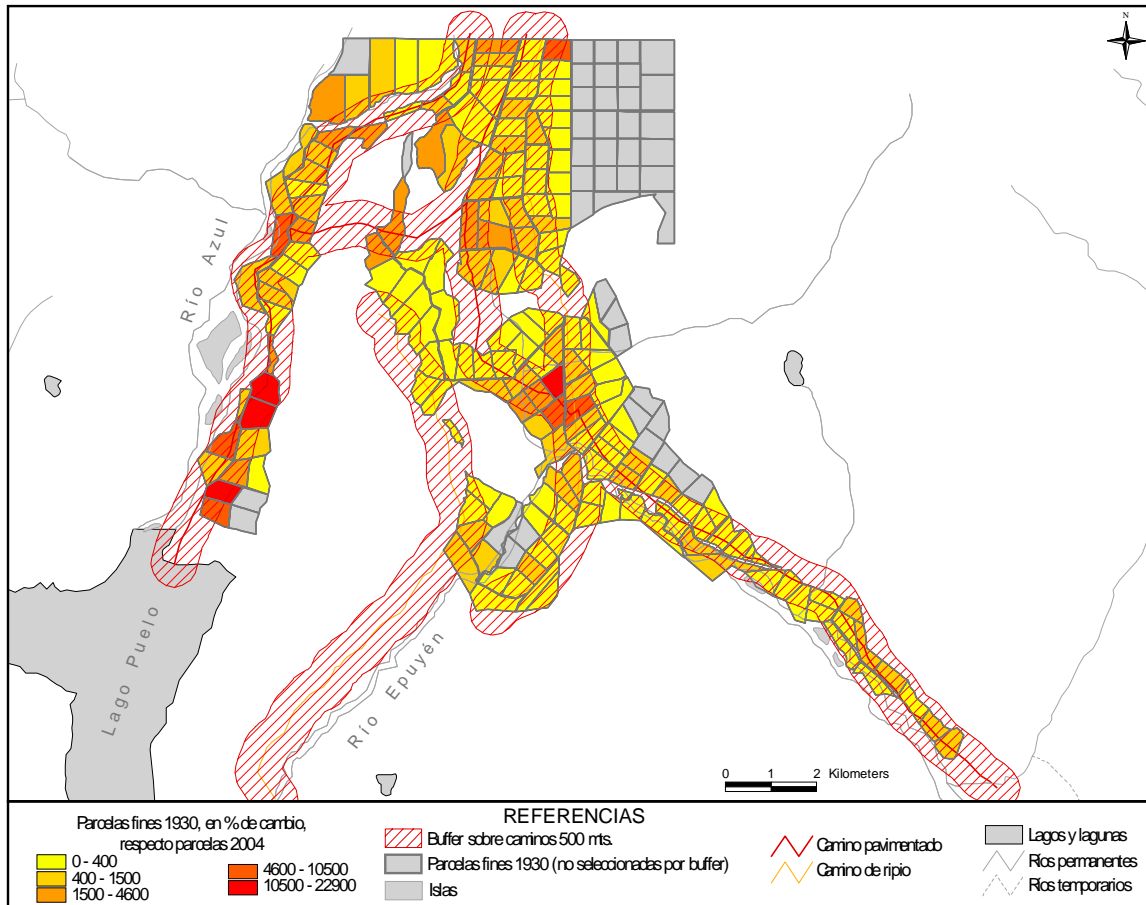 N
Río Azul
Lago Puelo
Río Epuyén
0 1 2 Kilometers
REFERENCIAS
Parcelas fines 1930, en % de cambio,
respecto parcelas 2004
0 - 400
400 - 1500
1500 - 4600
4600 - 10500
10500 - 22900
Buffer sobre caminos 500 mts.
Parcelas fines 1930 (no seleccionadas por buffer)
Islas
Camino pavimentado
Camino de ripio
Lagos y lagunas
Ríos permanentes
Ríos temporarios